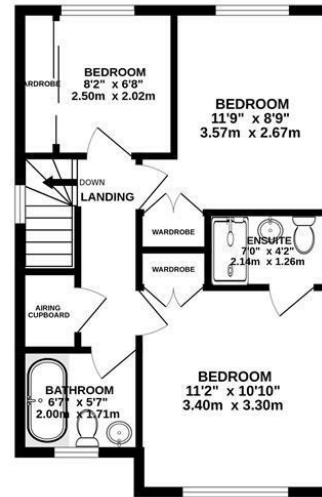 BEDROOM
8'2" x 6'8"
2.50m x 2.02m
ARDROBE
BEDROOM
11'9" x 8'9"
3.57m x 2.67m
DOWN
LANDING
WARDROBE
ENSUITE
7'0" x 4'2"
2.14m x 1.26m
WARDROBE
AIRING
CUPBOARD
BATHROOM
6'7" x 5'7"
2.00m x 1.71m
BEDROOM
11'2" x 10'10"
3.40m x 3.30m